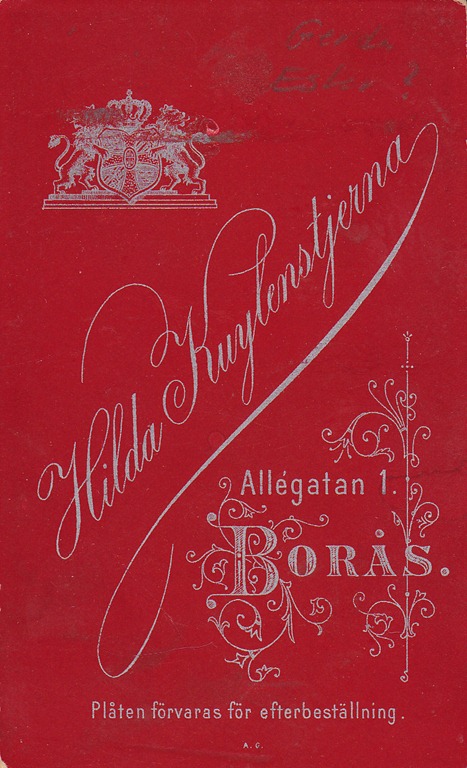 Hilda Kuylenstjerna
Allégatan 1.
BORÅS.
Plåten förvaras för efterbeställning.
A. G.